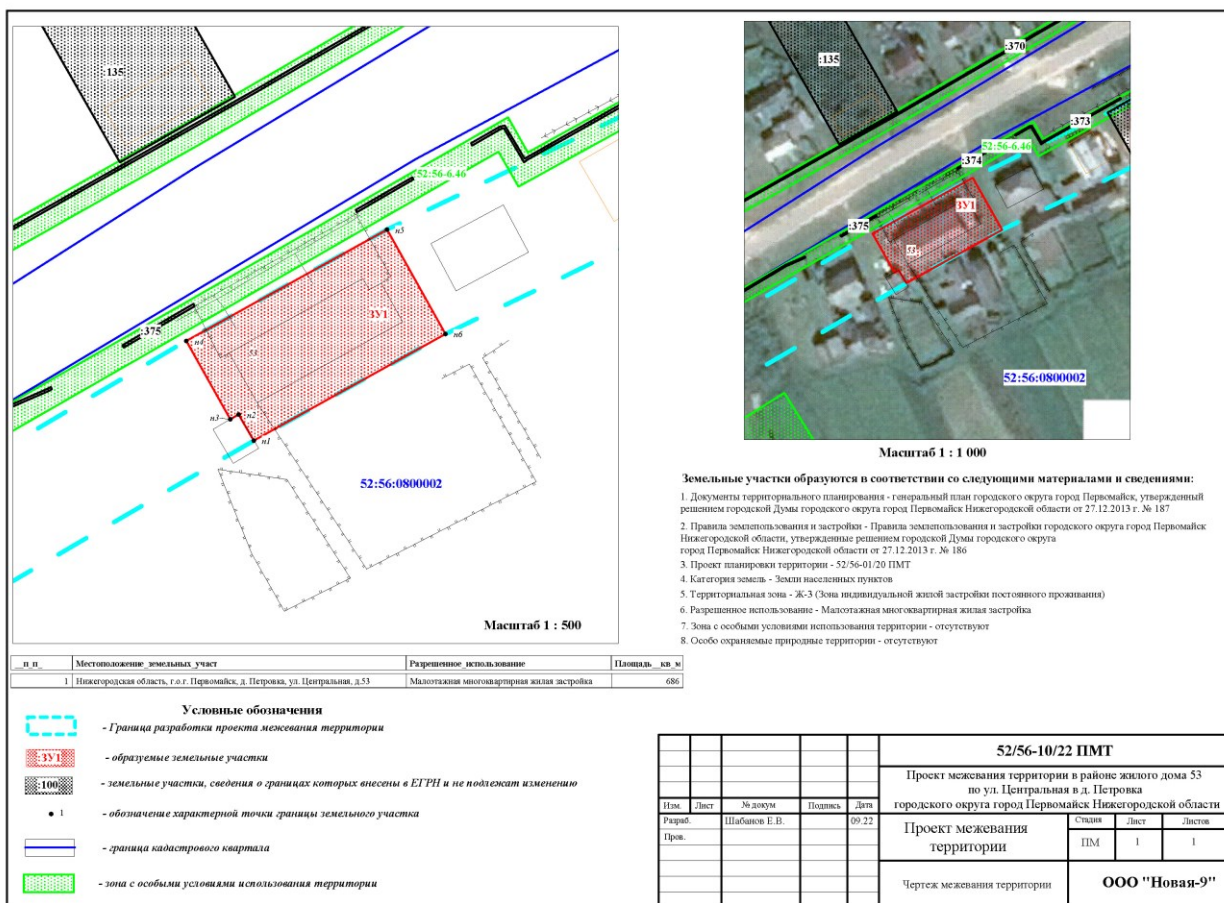 :135
52:56-6.46
:375
ЗУ1
53
н1
н2
н3
н4
н5
н6
52:56:0800002
Масштаб 1 : 500
:135
:370
:373
52:56-6.46
:374
:375
ЗУ1
53
52:56:0800002
Масштаб 1 : 1 000
Земельные участки образуются в соответствии со следующими материалами и сведениями:
1. Документы территориального планирования - генеральный план городского округа город Первомайск, утвержденный
решением городской Думы городского округа город Первомайск Нижегородской области от 27.12.2013 г. № 187
2. Правила землепользования и застройки - Правила землепользования и застройки городского округа город Первомайск
Нижегородской области, утвержденные решением городской Думы городского округа
город Первомайск Нижегородской области от 27.12.2013 г. № 186
3. Проект планировки территории - 52/56-01/20 ПМТ
4. Категория земель - Земли населенных пунктов
5. Территориальная зона - Ж-3 (Зона индивидуальной жилой застройки постоянного проживания)
6. Разрешенное использование - Малоэтажная многоквартирная жилая застройка
7. Зона с особыми условиями использования территории - отсутствуют
8. Особо охраняемые природные территории - отсутствуют
__п_п_ Местоположение_земельных_участ Разрешенное_использование Площадь__кв_м
1 Нижегородская область, г.о.г. Первомайск, д. Петровка, ул. Центральная, д.53 Малоэтажная многоквартирная жилая застройка 686
Условные обозначения
- Граница разработки проекта межевания территории
:ЗУ1 - образуемые земельные участки
:100 - земельные участки, сведения о границах которых внесены в ЕГРН и не подлежат изменению
1 - обозначение характерной точки границы земельного участка
- граница кадастрового квартала
- зона с особыми условиями использования территории
52/56-10/22 ПМТ
Проект межевания территории в районе жилого дома 53
по ул. Центральная в д. Петровка
городского округа город Первомайск Нижегородской области
Изм. Лист № докум Подпись Дата
Разраб. Шабанов Е.В. 09.22
Пров.
Проект межевания
территории
Стадия Лист Листов
ПМ 1 1
Чертеж межевания территории
ООО "Новая-9"